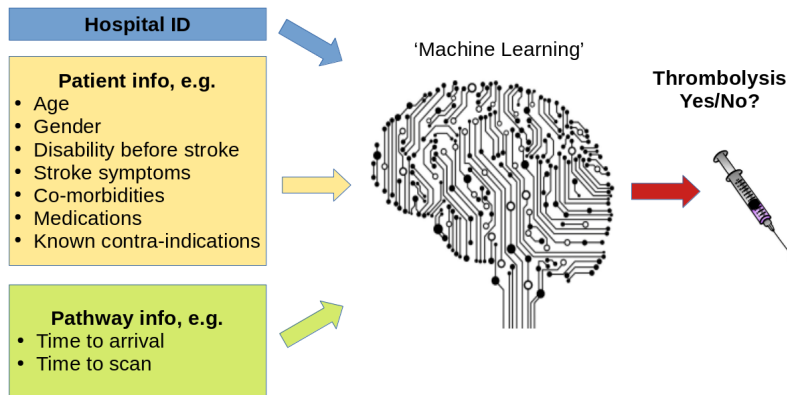 Hospital ID
Patient info, e.g.
• Age
• Gender
• Disability before stroke
• Stroke symptoms
• Co-morbidities
• Medications
• Known contra-indications
Pathway info, e.g.
• Time to arrival
• Time to scan
‘Machine Learning’
Thrombolysis
Yes/No?